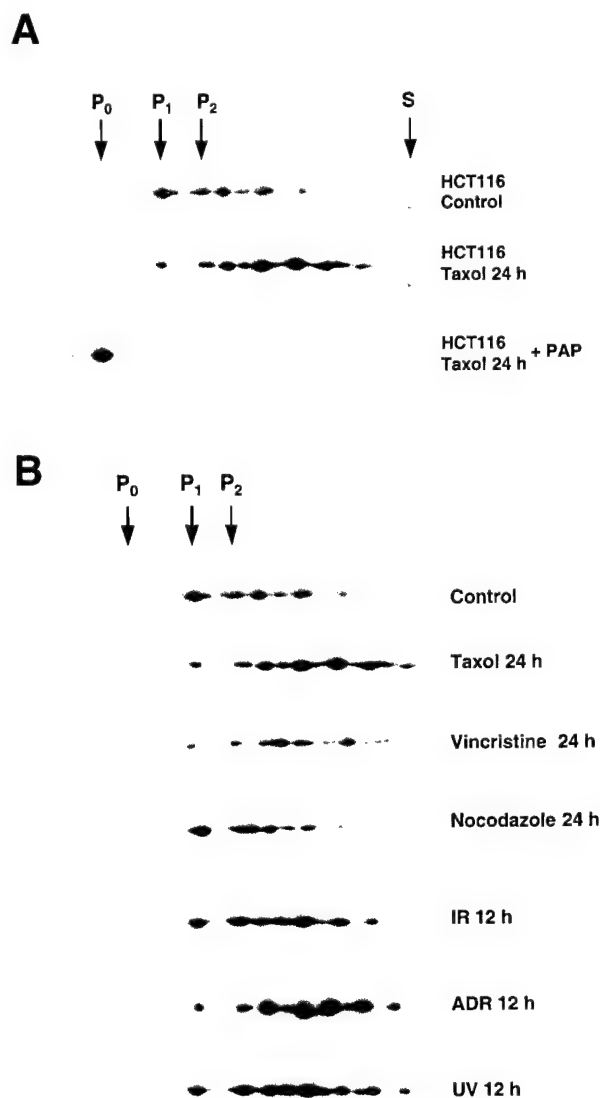 A
P₀ P₁ P₂ S
HCT116
Control
HCT116
Taxol 24 h
HCT116
Taxol 24 h + PAP
B
P₀ P₁ P₂
Control
Taxol 24 h
Vincristine 24 h
Nocodazole 24 h
IR 12 h
ADR 12 h
UV 12 h